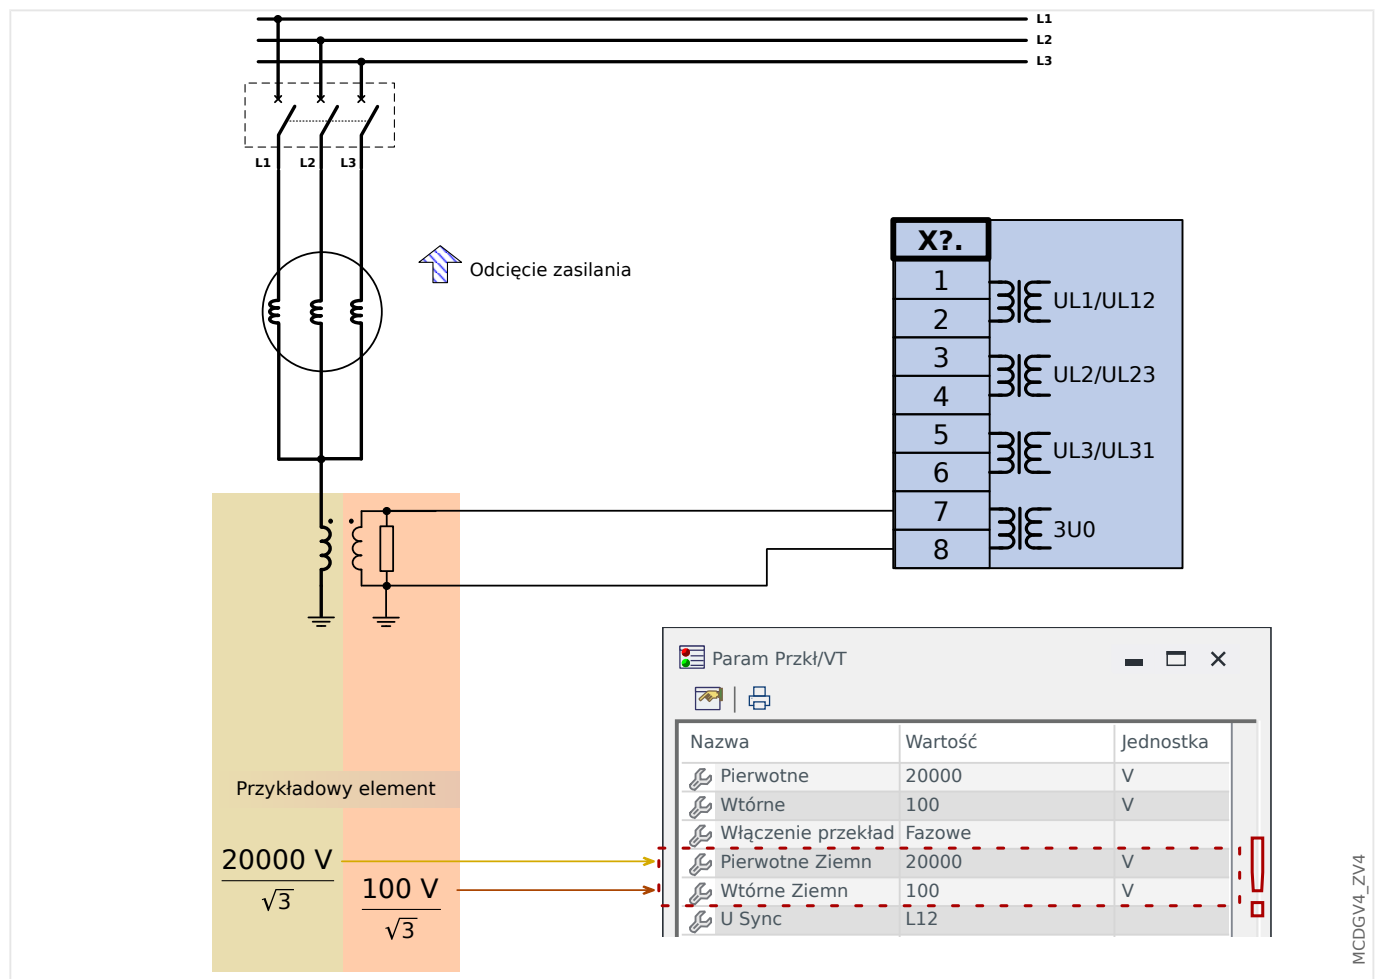 L1
L2
L3
L1 L2 L3
Odcięcie zasilania
X?.
1
2
UL1/UL12
3
4
UL2/UL23
5
6
UL3/UL31
7
8
3U0
Przykładowy element
20000 V
√3
100 V
√3
Param Przkł/VT
Nazwa Wartość Jednostka
Pierwotne 20000 V
Wtórne 100 V
Włączenie przekład Fazowe
Pierwotne Ziemn 20000 V
Wtórne Ziemn 100 V
U Sync L12
MCDGV4_ZV4